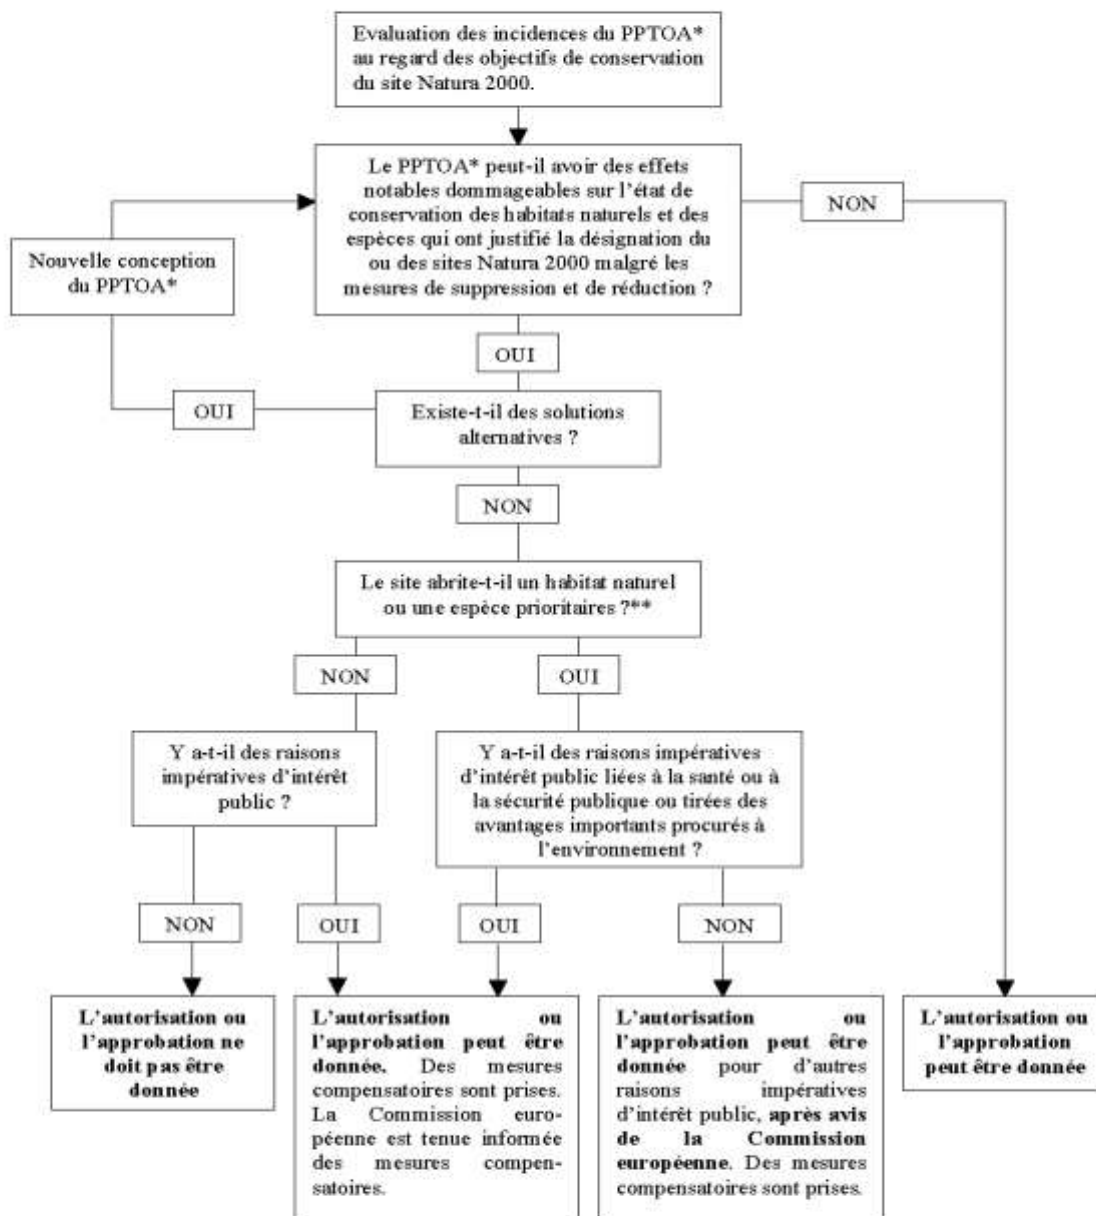 Evaluation des incidences du PPTOA*
au regard des objectifs de conservation
du site Natura 2000.
Le PPTOA* peut-il avoir des effets
notables dommageables sur l'état de
conservation des habitats naturels et des
espèces qui ont justifié la désignation du
ou des sites Natura 2000 malgré les
mesures de suppression et de réduction ?
NON
Nouvelle conception
du PPTOA*
OUI
OUI
Existe-t-il des solutions
alternatives ?
NON
Le site abrite-t-il un habitat naturel
ou une espèce prioritaires ?**
NON
OUI
Y a-t-il des raisons
impératives d'intérêt
public ?
Y a-t-il des raisons impératives
d'intérêt public liées à la santé ou à
la sécurité publique ou tirées des
avantages importants procurés à
l'environnement ?
NON
OUI
OUI
NON
L'autorisation ou
l'approbation ne
doit pas être
donnée
L'autorisation ou
l'approbation peut être
donnée. Des mesures
compensatoires sont prises.
La Commission euro-
péenne est tenue informée
des mesures compen-
satoires.
L'autorisation ou
l'approbation peut être
donnée pour d'autres
raisons impératives
d'intérêt public, après avis
de la Commission
européenne. Des mesures
compensatoires sont prises.
L'autorisation ou
l'approbation
peut être donnée